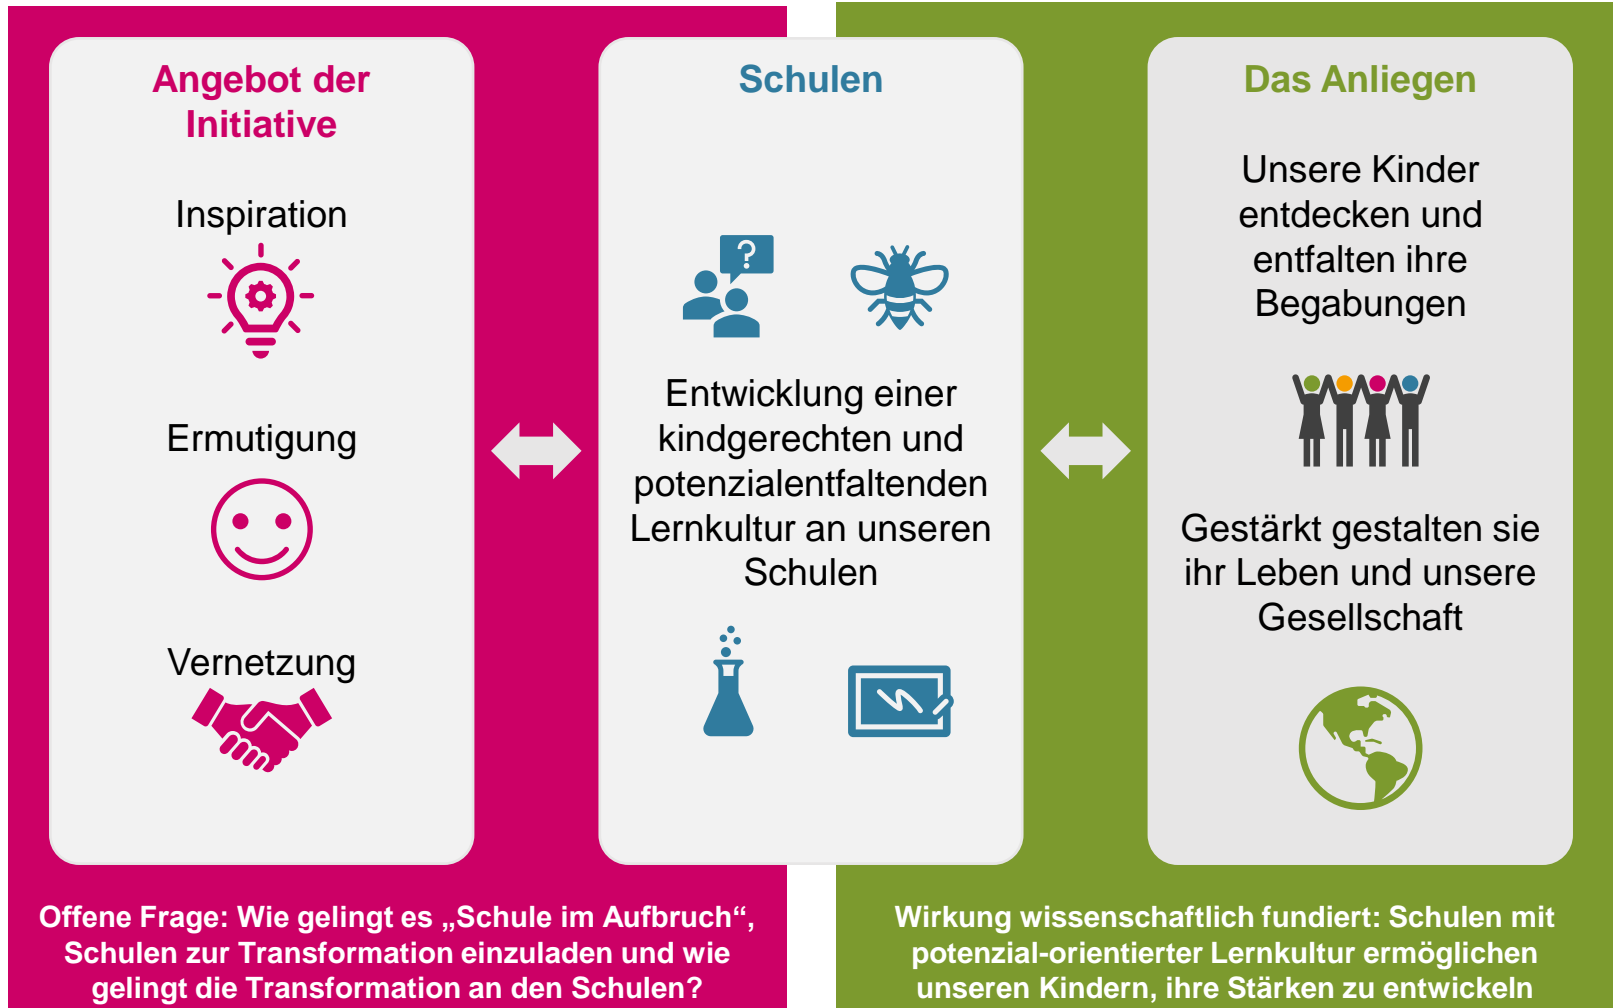 Angebot der
Initiative
Inspiration
Ermutigung
Vernetzung
Schulen
?
Entwicklung einer
kindgerechten und
potenzialentfaltenden
Lernkultur an unseren
Schulen
Das Anliegen
Unsere Kinder
entdecken und
entfalten ihre
Begabungen
Gestärkt gestalten sie
ihr Leben und unsere
Gesellschaft
Offene Frage: Wie gelingt es „Schule im Aufbruch“,
Schulen zur Transformation einzuladen und wie
gelingt die Transformation an den Schulen?
Wirkung wissenschaftlich fundiert: Schulen mit
potenzial-orientierter Lernkultur ermöglichen
unseren Kindern, ihre Stärken zu entwickeln